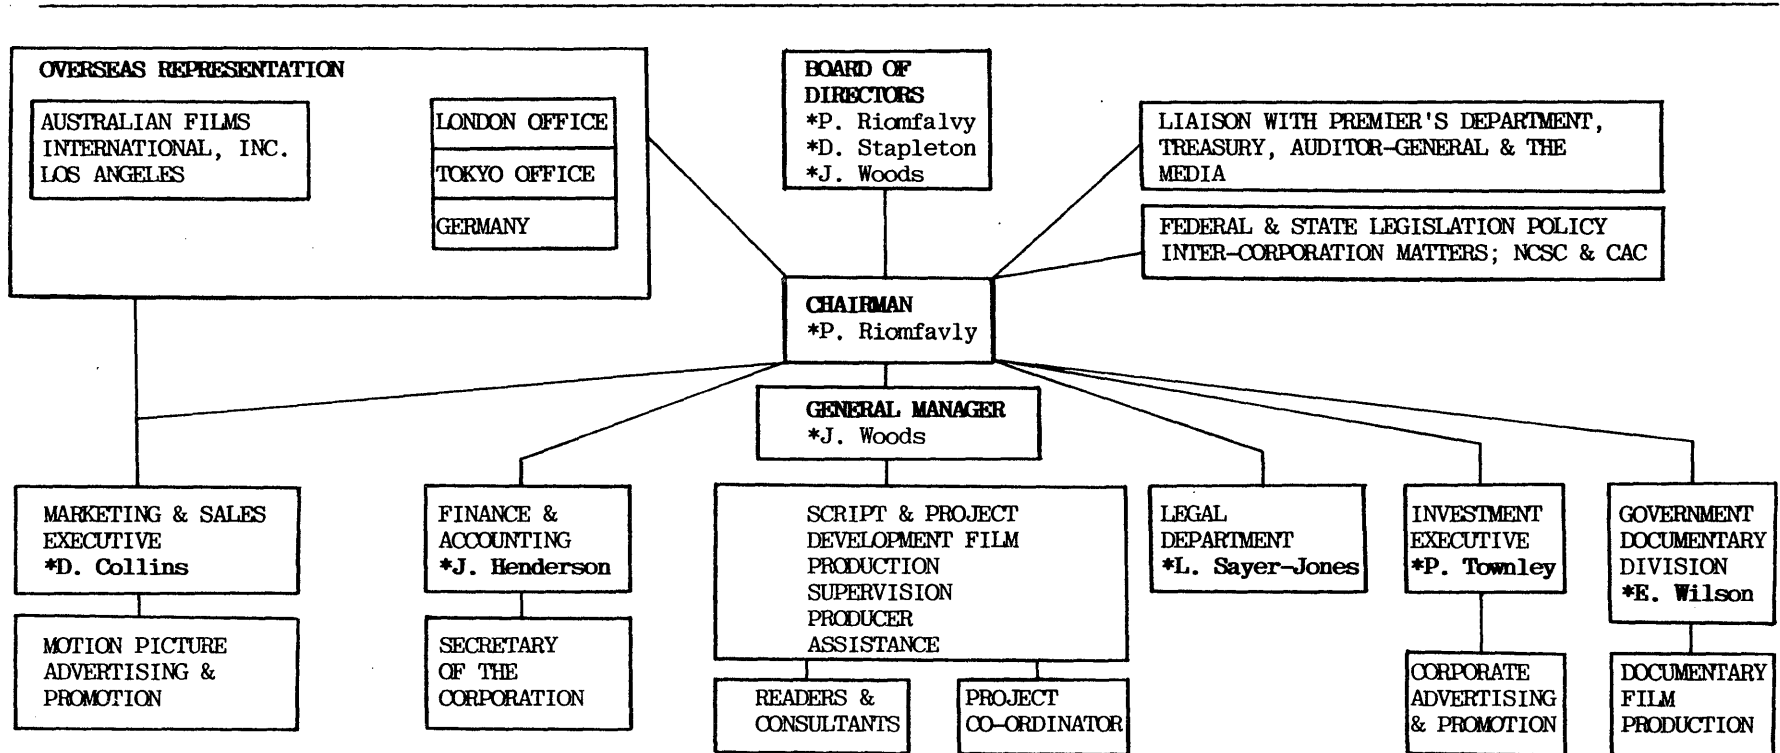 OVERSEAS REPRESENTATION
AUSTRALIAN FILMS
INTERNATIONAL, INC.
LOS ANGELES
LONDON OFFICE
TOKYO OFFICE
GERMANY
BOARD OF
DIRECTORS
*P. Riomfalvy
*D. Stapleton
*J. Woods
LIAISON WITH PREMIER'S DEPARTMENT,
TREASURY, AUDITOR-GENERAL & THE
MEDIA
FEDERAL & STATE LEGISLATION POLICY
INTER-CORPORATION MATTERS; NCSC & CAC
CHAIRMAN
*P. Riomfavly
GENERAL MANAGER
*J. Woods
MARKETING & SALES
EXECUTIVE
*D. Collins
FINANCE &
ACCOUNTING
*J. Henderson
SCRIPT & PROJECT
DEVELOPMENT FILM
PRODUCTION
SUPERVISION
PRODUCER
ASSISTANCE
LEGAL
DEPARTMENT
*L. Sayer-Jones
INVESTMENT
EXECUTIVE
*P. Townley
GOVERNMENT
DOCUMENTARY
DIVISION
*E. Wilson
MOTION PICTURE
ADVERTISING &
PROMOTION
SECRETARY
OF THE
CORPORATION
READERS &
CONSULTANTS
PROJECT
CO-ORDINATOR
CORPORATE
ADVERTISING
& PROMOTION
DOCUMENTARY
FILM
PRODUCTION